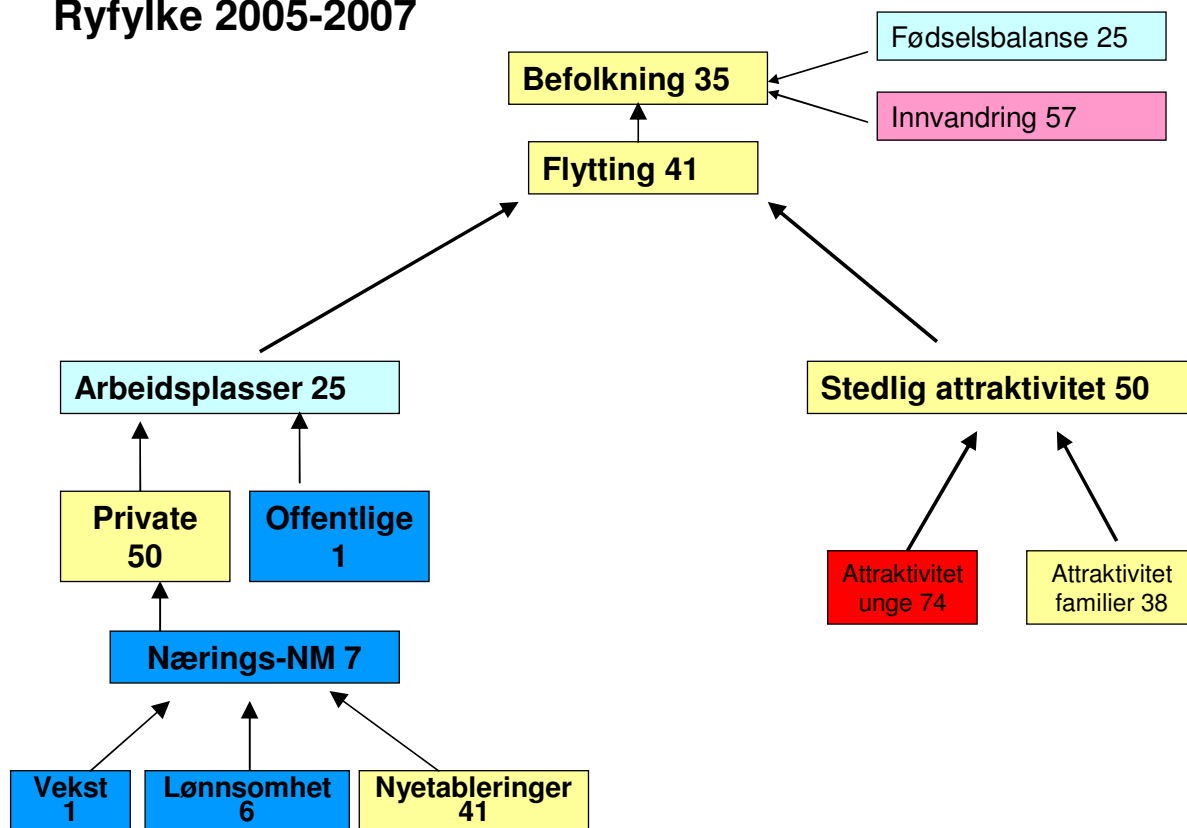 Ryfylke 2005-2007
Fødselsbalanse 25
Befolkning 35
Innvandring 57
Flytting 41
Arbeidsplasser 25
Stedlig attraktivitet 50
Private
50
Offentlige
1
Attraktivitet
unge 74
Attraktivitet
familier 38
Nærings-NM 7
Vekst
1
Lønnsomhet
6
Nyetableringer
41